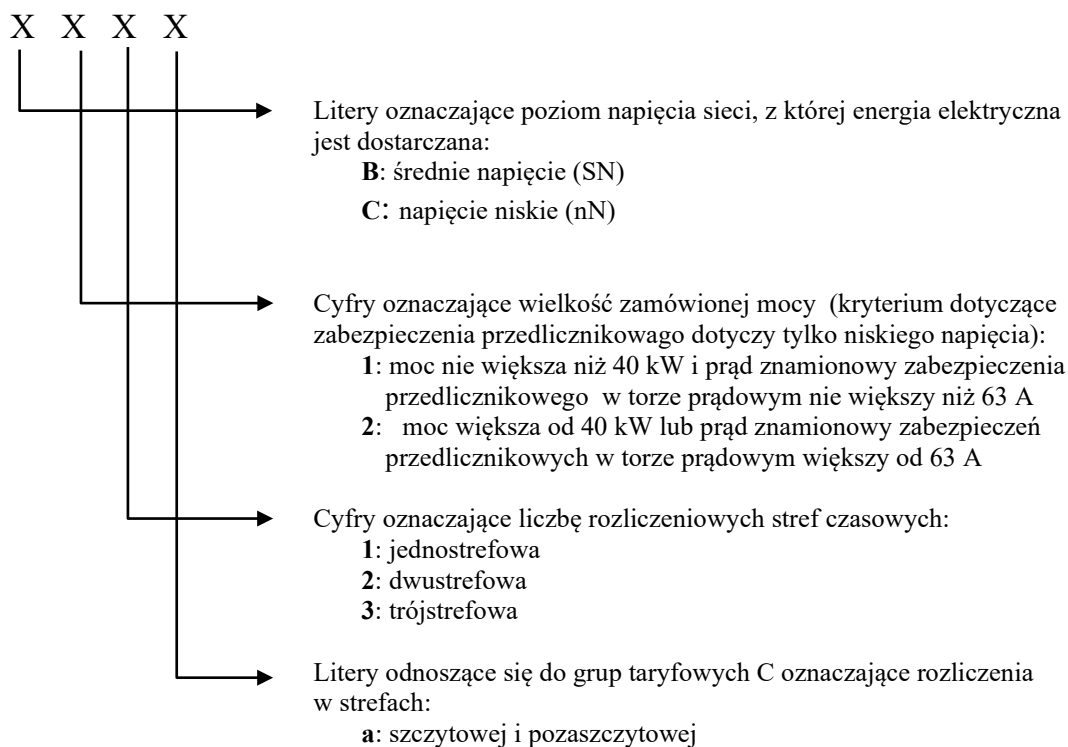 X X X X
Litery oznaczające poziom napięcia sieci, z której energia elektryczna
jest dostarczana:
B: średnie napięcie (SN)
C: napięcie niskie (nN)
Cyfry oznaczające wielkość zamówionej mocy (kryterium dotyczące
zabezpieczenia przedlicznikowago dotyczy tylko niskiego napięcia):
1: moc nie większa niż 40 kW i prąd znamionowy zabezpieczenia
przedlicznikowego w torze prądowym nie większy niż 63 A
2: moc większa od 40 kW lub prąd znamionowy zabezpieczeń
przedlicznikowych w torze prądowym większy od 63 A
Cyfry oznaczające liczbę rozliczeniowych stref czasowych:
1: jednostrefowa
2: dwustrefowa
3: trójstrefowa
Litery odnoszące się do grup taryfowych C oznaczające rozliczenia
w strefach:
a: szczytowej i pozaszczytowej